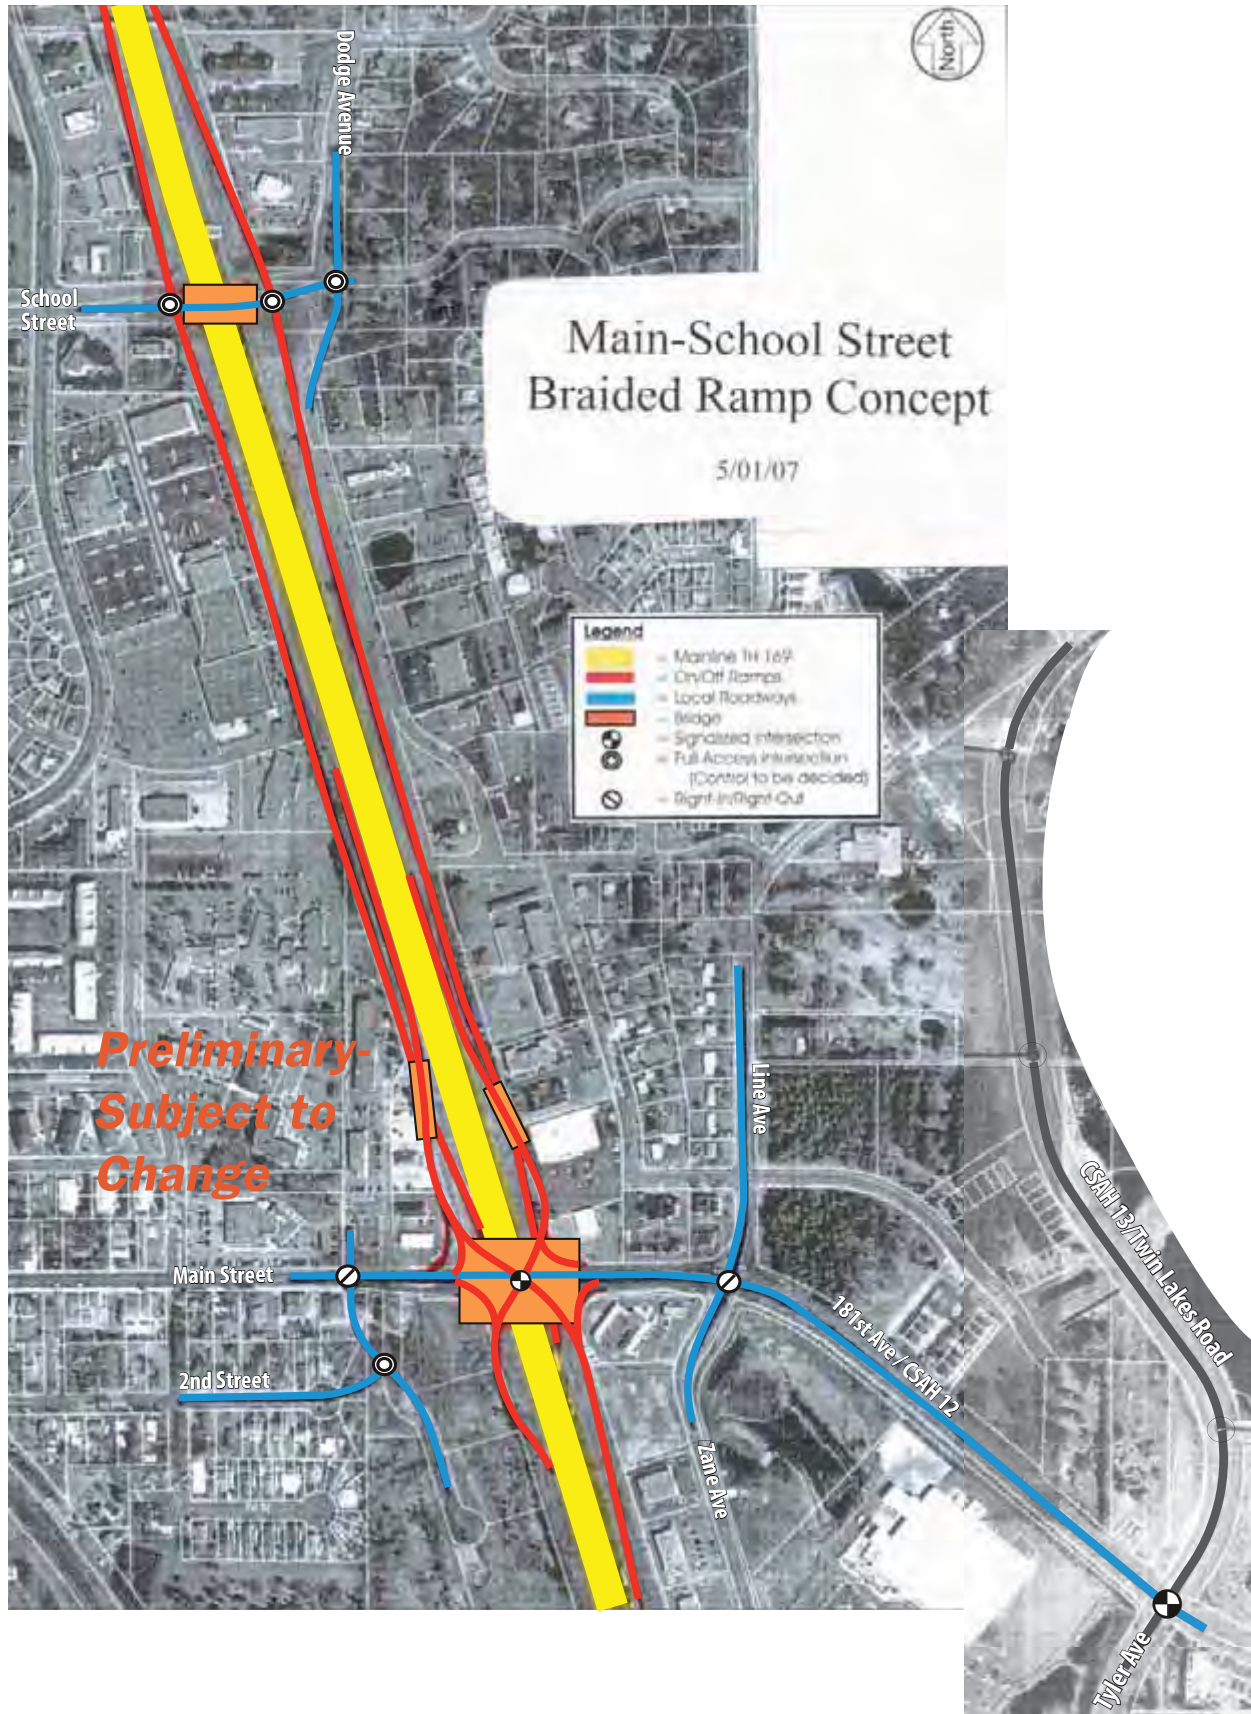 North
Dodge Avenue
School
Street
Main-School Street
Braided Ramp Concept
5/01/07
Legend
= Mainline TH 169
= On/Off Ramps
= Local Roadways
= Bridge
= Signalized Intersection
= Full Access Intersection
(Control to be decided)
= Right-In/Right-Out
Preliminary-
Subject to
Change
Line Ave
CSAH 13/Twin Lakes Road
Main Street
181st Ave / CSAH 12
2nd Street
Zane Ave
Tyler Ave